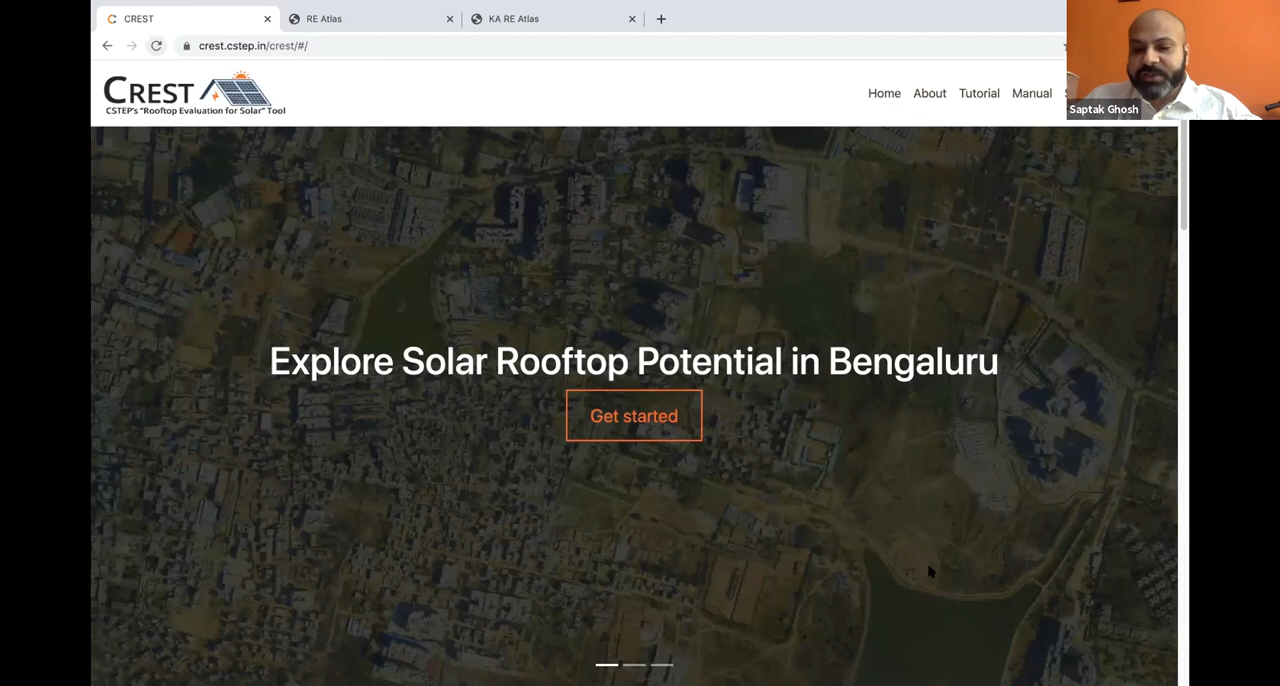 CREST
RE Atlas
KA RE Atlas
crest.cstep.in/crest/#/
CREST
CSTEP's "Rooftop Evaluation for Solar" Tool
Home
About
Tutorial
Manual
Saptak Ghosh
Explore Solar Rooftop Potential in Bengaluru
Get started